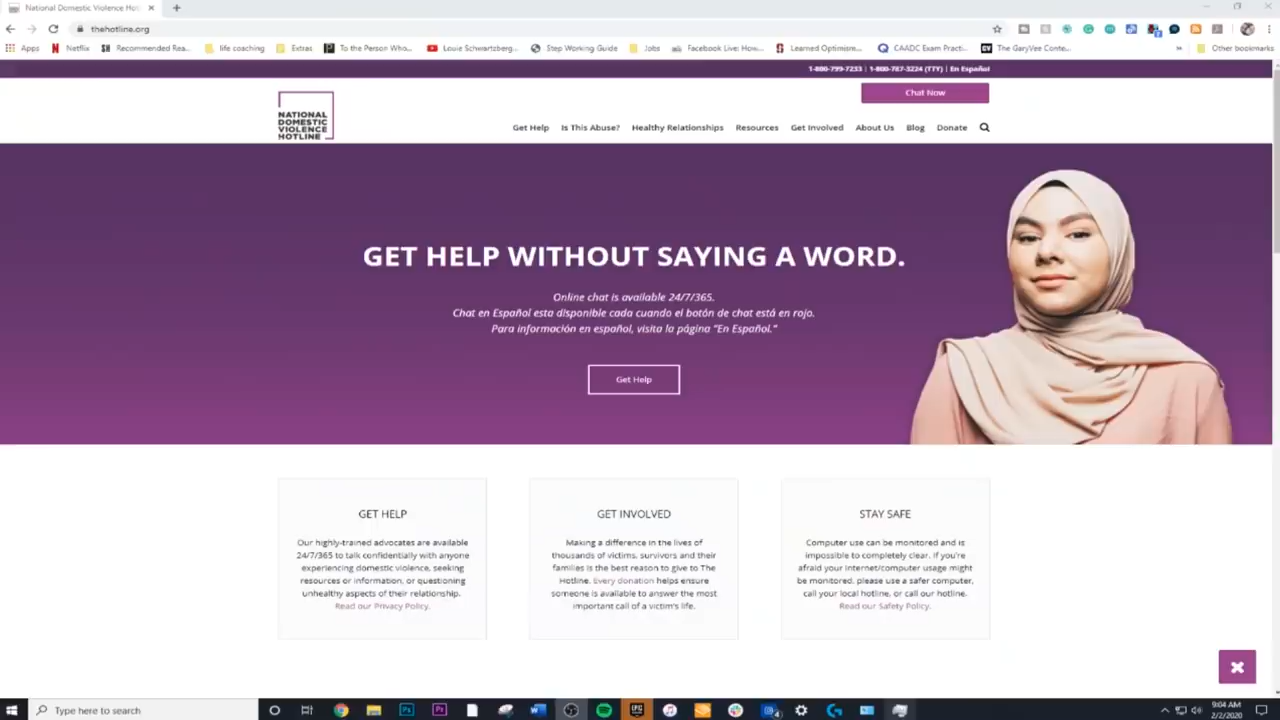 National Domestic Violence Hot
thehotline.org
Apps
Netflix
Recommended Rea...
life coaching
Extras
To the Person Who...
Louie Schwartzberg...
Step Working Guide
Jobs
Facebook Live: How...
Learned Optimism...
CAADC Exam Practi...
The GaryVee Conte...
»
Other bookmarks
1-800-799-7233 | 1-800-787-3224 (TTY) | En Español
Chat Now
NATIONAL
DOMESTIC
VIOLENCE
HOTLINE
Get Help Is This Abuse? Healthy Relationships Resources Get Involved About Us Blog Donate
GET HELP WITHOUT SAYING A WORD.
Online chat is available 24/7/365.
Chat en Español esta disponible cada cuando el botón de chat está en rojo.
Para información en español, visita la página "En Español."
Get Help
GET HELP
Our highly-trained advocates are available
24/7/365 to talk confidentially with anyone
experiencing domestic violence, seeking
resources or information, or questioning
unhealthy aspects of their relationship.
Read our Privacy Policy.
GET INVOLVED
Making a difference in the lives of
thousands of victims, survivors and their
families is the best reason to give to The
Hotline. Every donation helps ensure
someone is available to answer the most
important call of a victim's life.
STAY SAFE
Computer use can be monitored and is
impossible to completely clear. If you're
afraid your internet/computer usage might
be monitored, please use a safer computer,
call your local hotline, or call our hotline.
Read our Safety Policy.
Type here to search
9:04 AM
2/2/2020